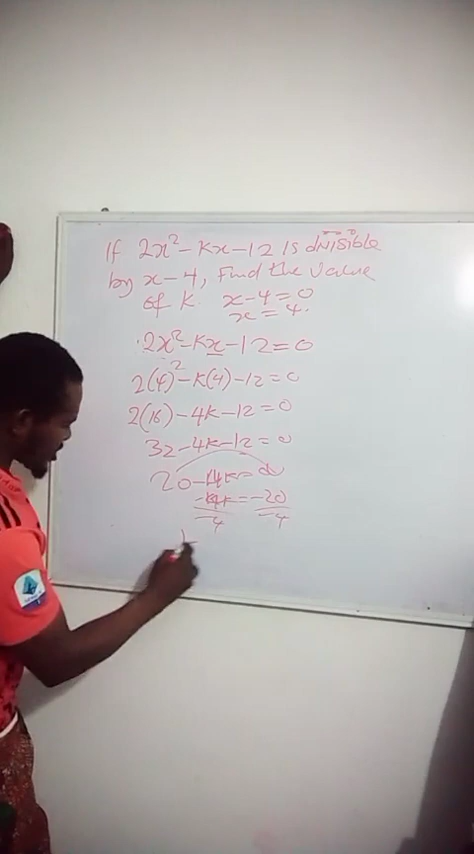 If 2x² - Kx - 12 is divisible
by x - 4, Find the Value
of K. x - 4 = 0
x = 4.
2x² - Kx - 12 = 0
2(4)² - K(4) - 12 = 0
2(16) - 4K - 12 = 0
32 - 4K - 12 = 0
20 - 4K = 0
-4K = -20
-4 -4